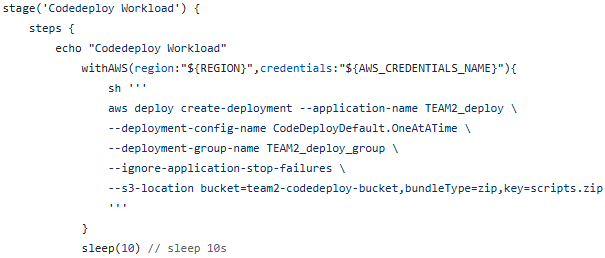 stage('Codedeploy Workload') {
    steps {
        echo "Codedeploy Workload"
            withAWS(region:"${REGION}",credentials:"${AWS_CREDENTIALS_NAME}"){
                sh '''
                aws deploy create-deployment --application-name TEAM2_deploy \
                --deployment-config-name CodeDeployDefault.OneAtATime \
                --deployment-group-name TEAM2_deploy_group \
                --ignore-application-stop-failures \
                --s3-location bucket=team2-codedeploy-bucket,bundleType=zip,key=scripts.zip
                '''
            }
            sleep(10) // sleep 10s